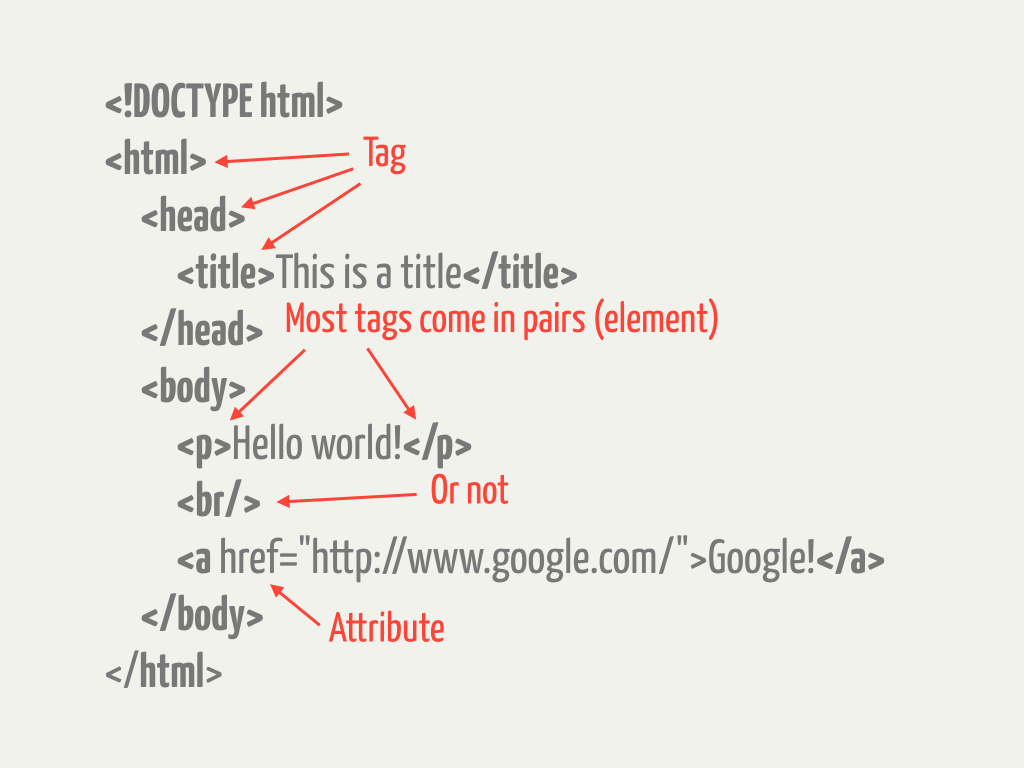 <!DOCTYPE html>
<html>
Tag
<head>
<title>This is a title</title>
Most tags come in pairs (element)
</head>
<body>
<p>Hello world!</p>
Or not
<br/>
<a href="http://www.google.com/">Google!</a>
</body>
Attribute
</html>